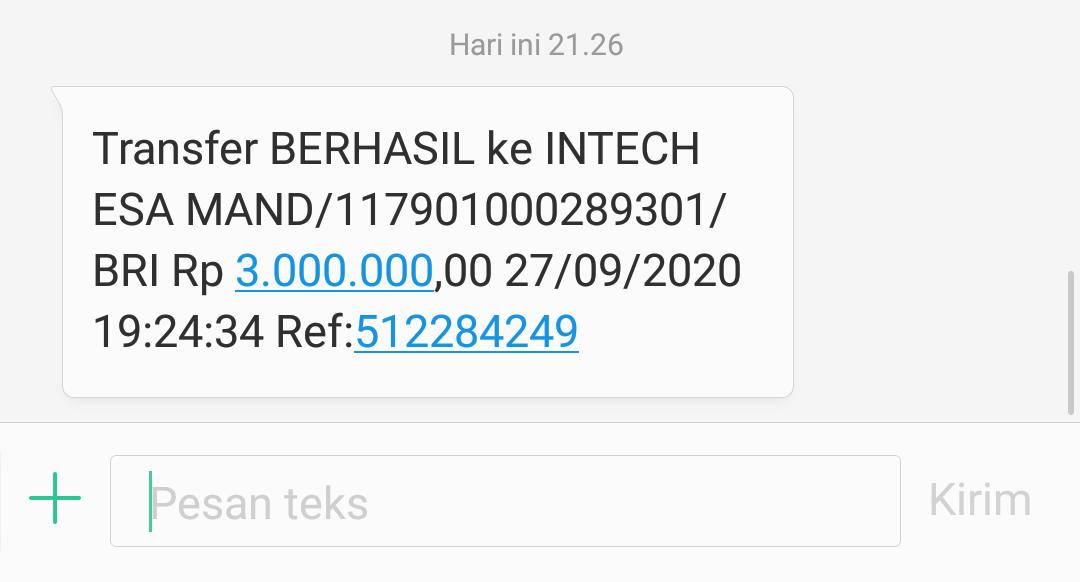 Hari ini 21.26
Transfer BERHASIL ke INTECH
ESA MAND/117901000289301/
BRI Rp 3.000.000,00 27/09/2020
19:24:34 Ref:512284249
Pesan teks
Kirim